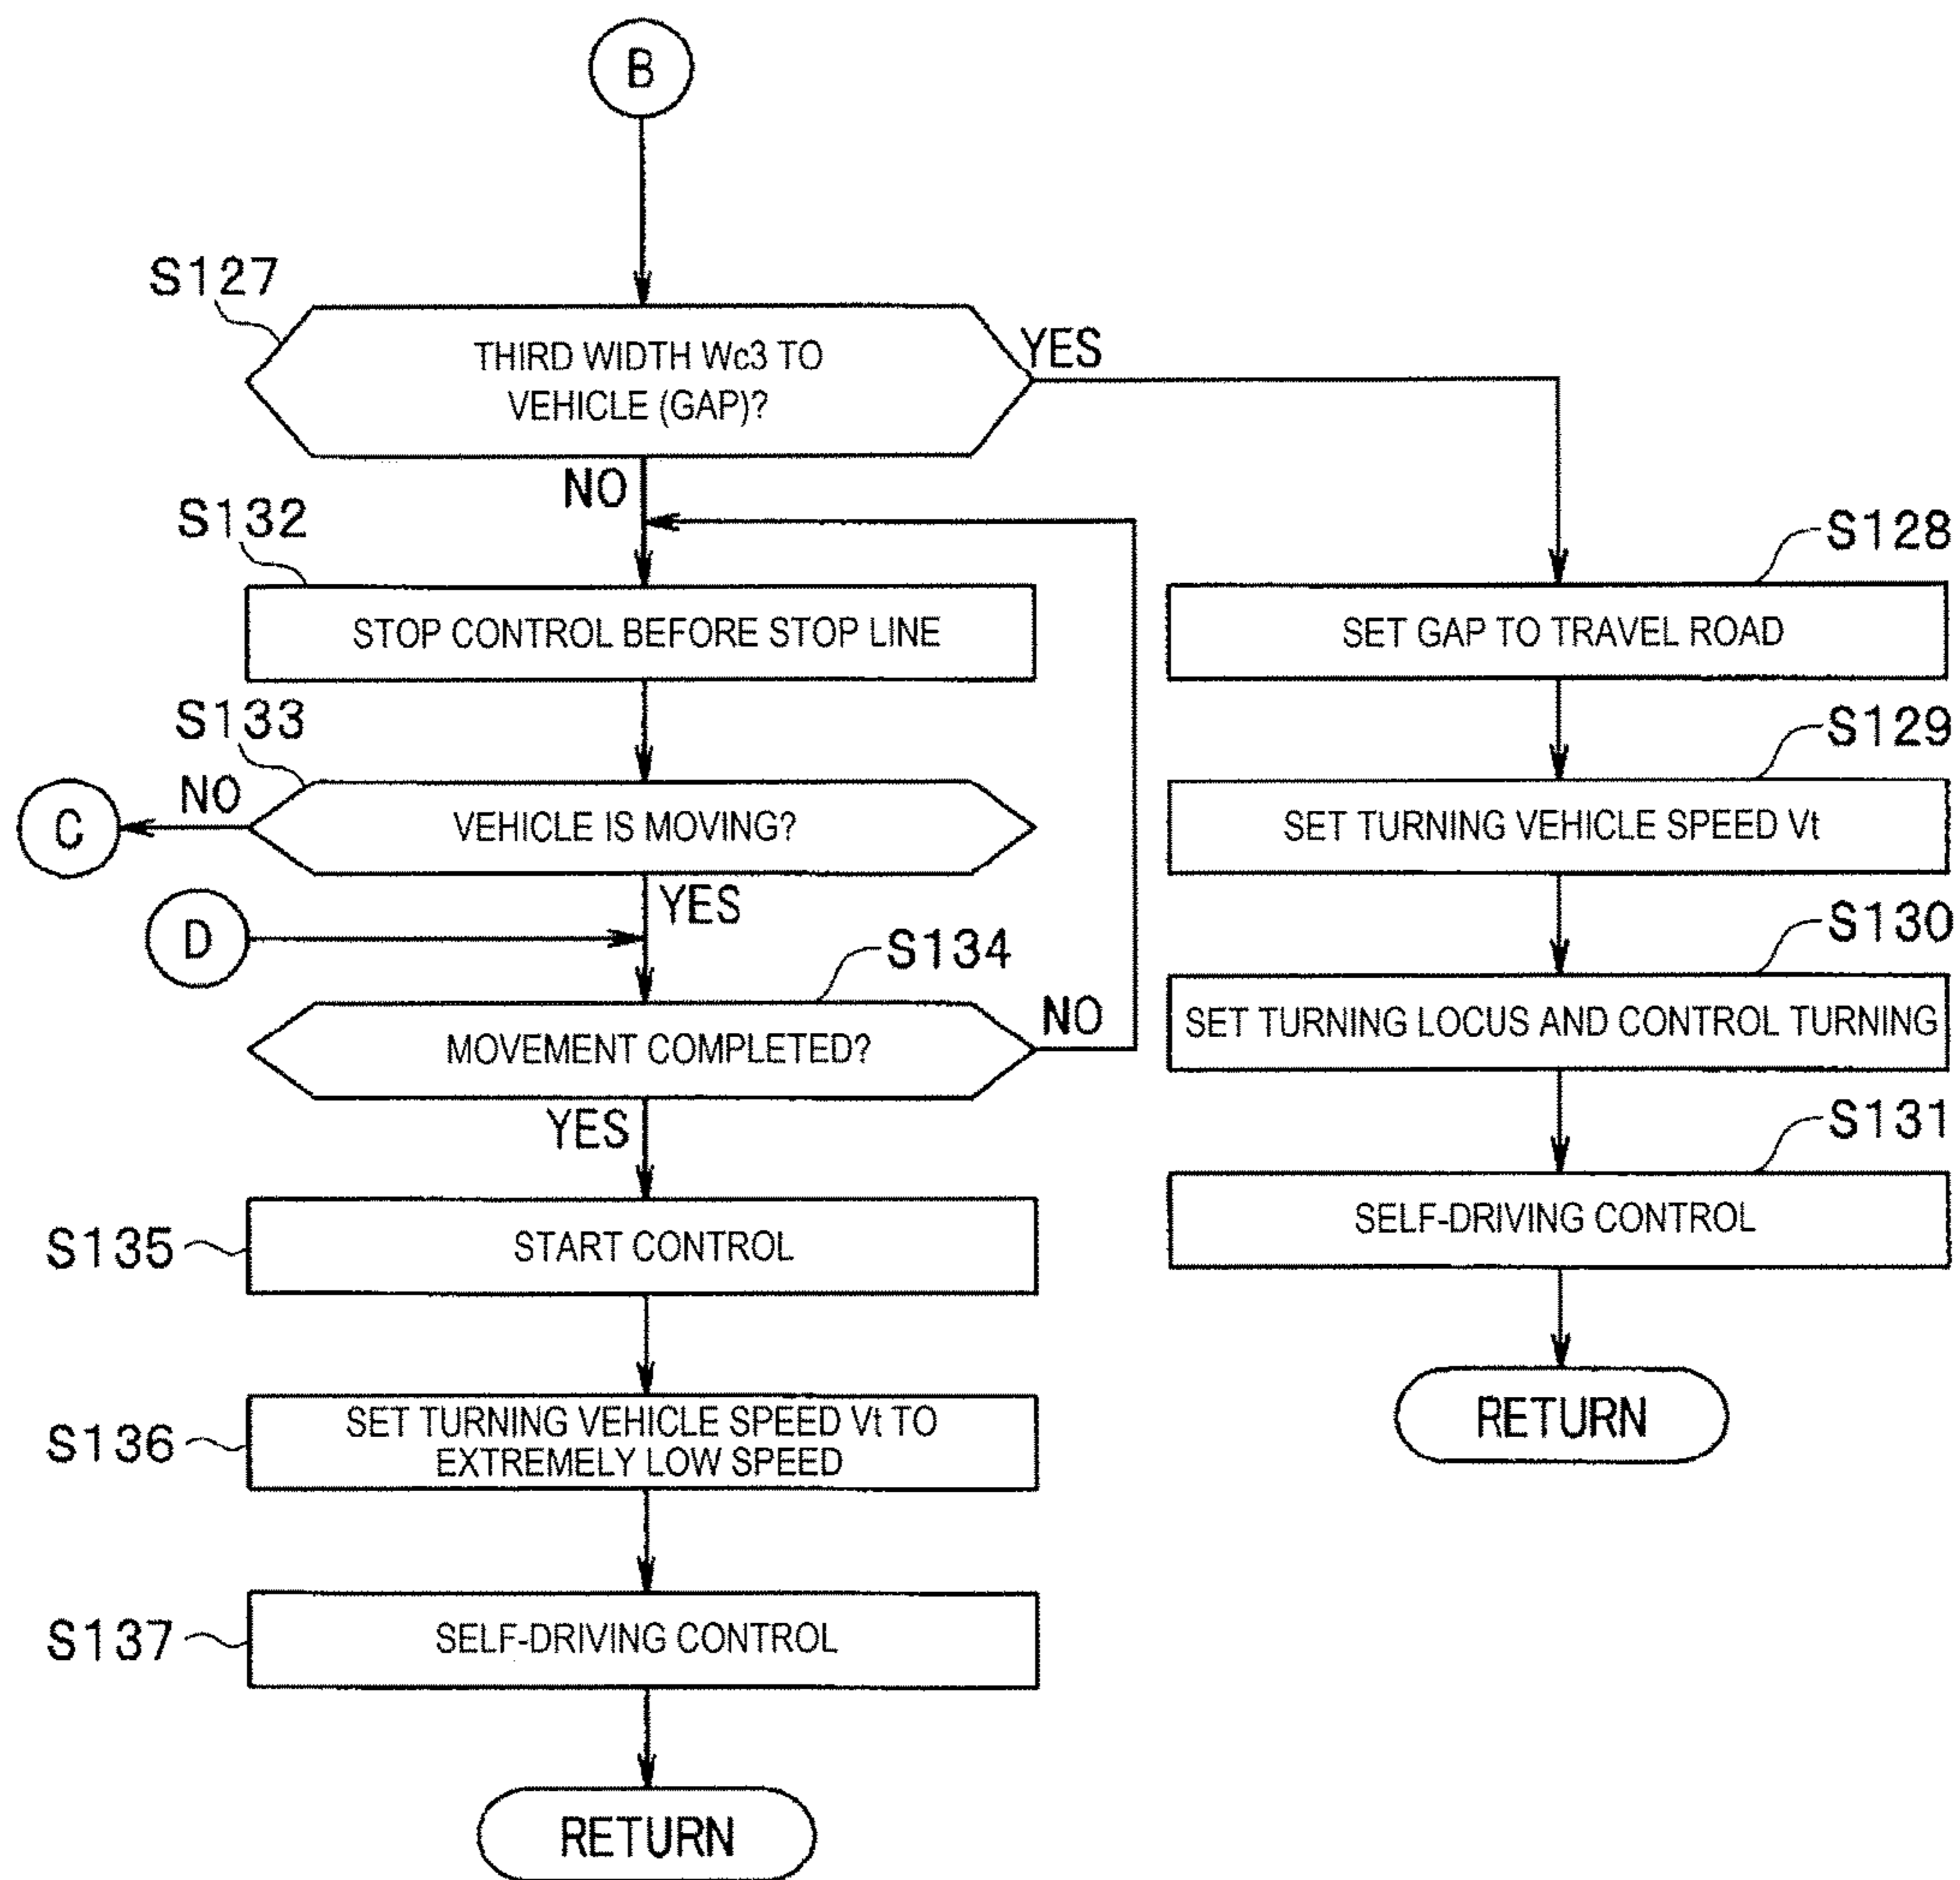 B
S127
THIRD WIDTH Wc3 TO
VEHICLE (GAP)?
YES
NO
S132
STOP CONTROL BEFORE STOP LINE
S128
SET GAP TO TRAVEL ROAD
S133
NO
C
VEHICLE IS MOVING?
YES
S129
SET TURNING VEHICLE SPEED Vt
D
S134
MOVEMENT COMPLETED?
NO
YES
S130
SET TURNING LOCUS AND CONTROL TURNING
S135
START CONTROL
S131
SELF-DRIVING CONTROL
S136
SET TURNING VEHICLE SPEED Vt TO
EXTREMELY LOW SPEED
RETURN
S137
SELF-DRIVING CONTROL
RETURN